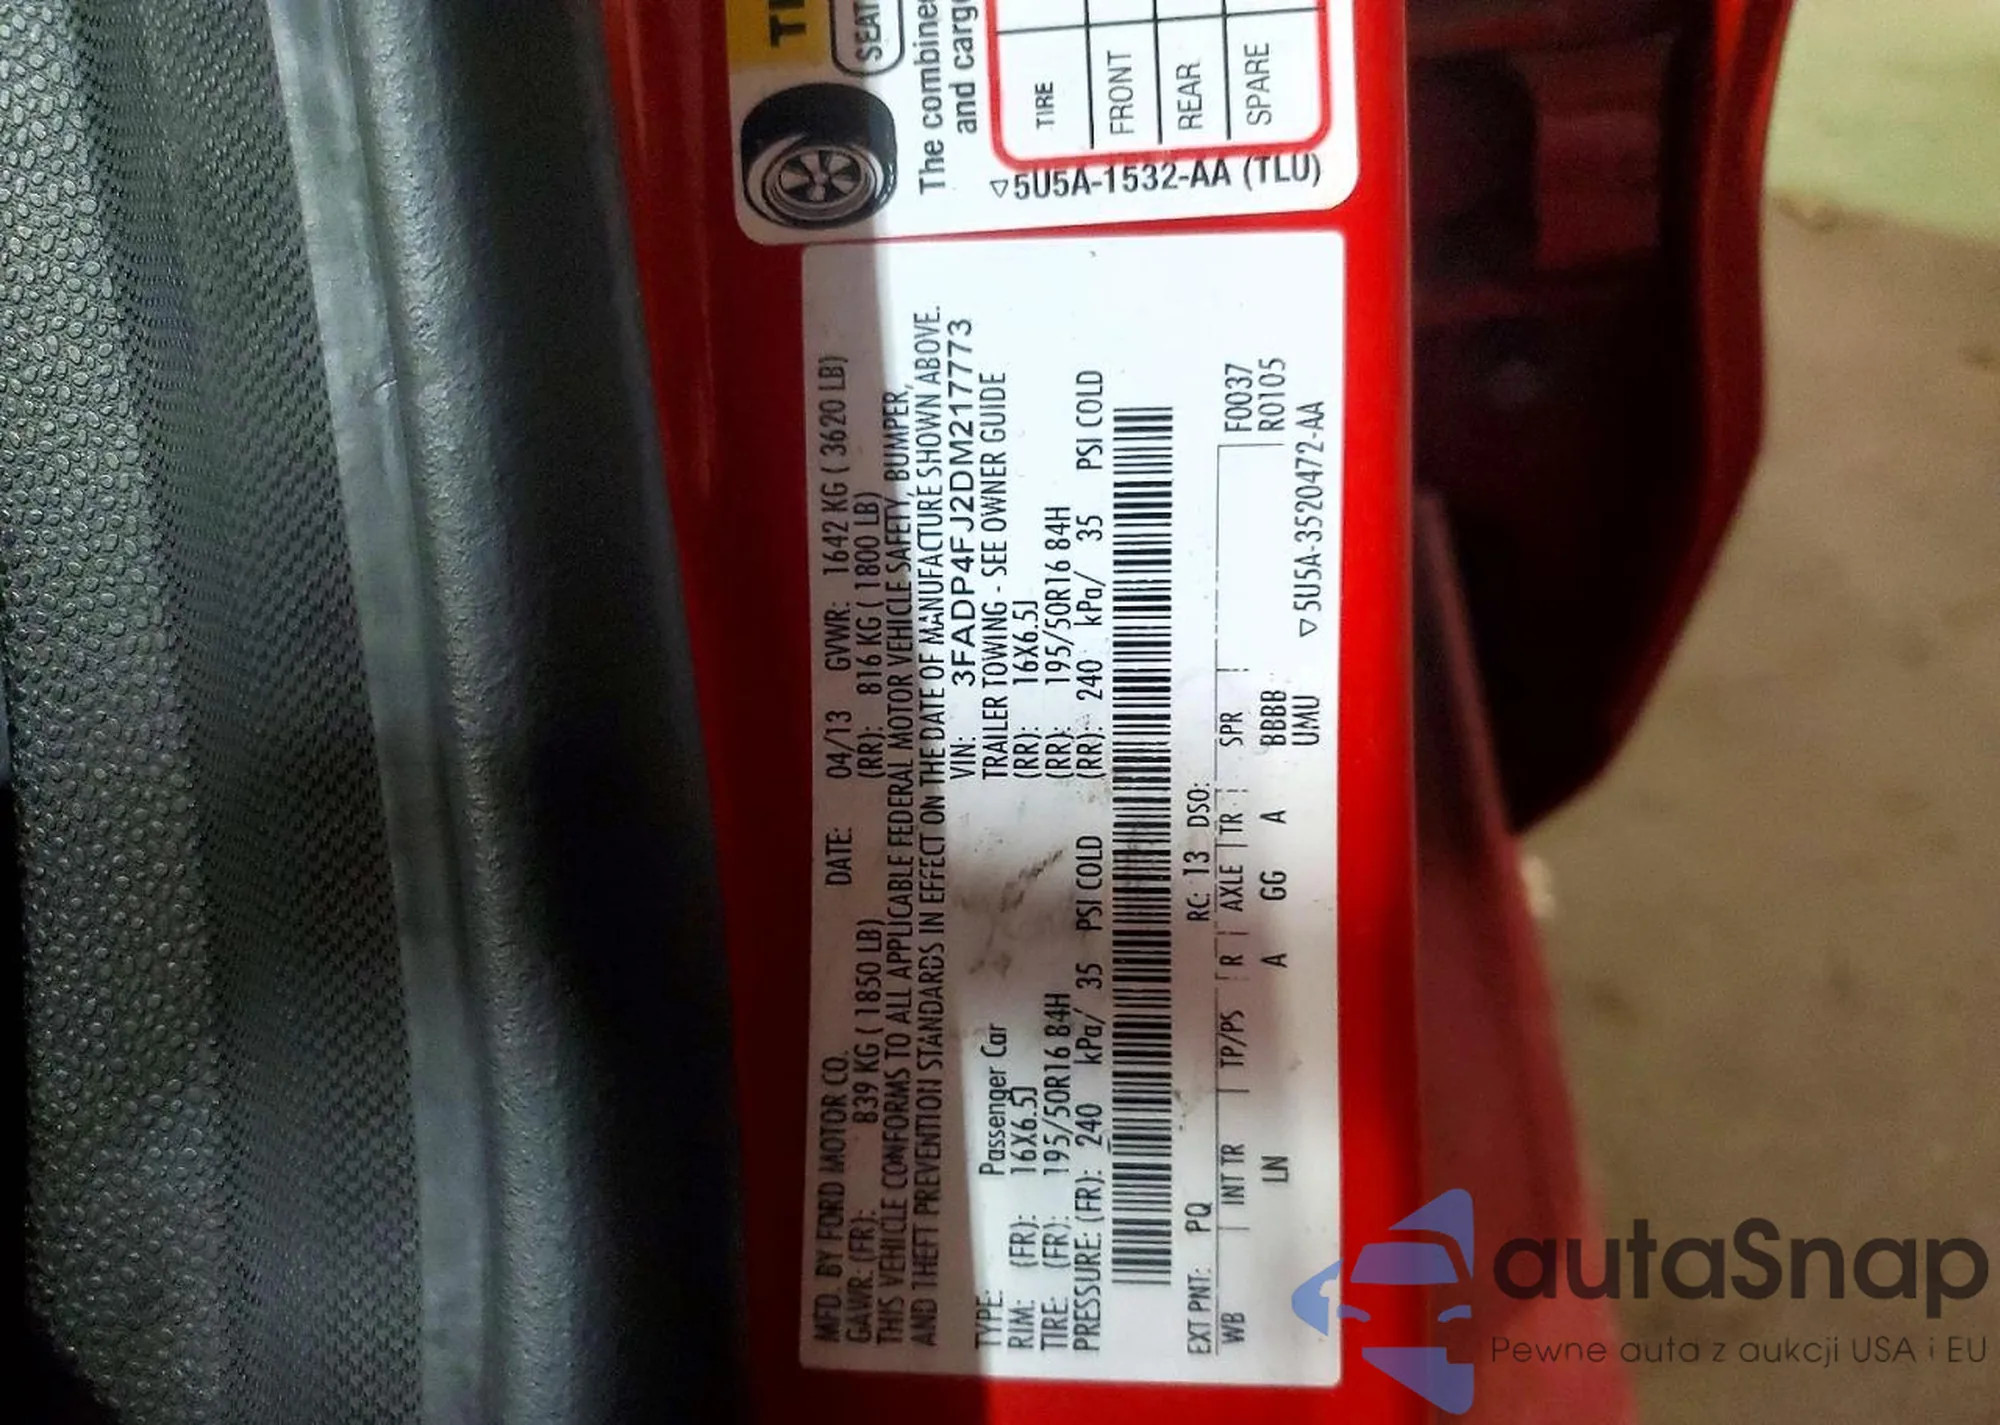 MFD. BY FORD MOTOR CO. DATE: 04/13 GVWR: 1642 KG ( 3620 LB)
GAWR: (FR): 839 KG ( 1850 LB) (RR): 816 KG ( 1800 LB)
THIS VEHICLE CONFORMS TO ALL APPLICABLE FEDERAL MOTOR VEHICLE SAFETY, BUMPER,
AND THEFT PREVENTION STANDARDS IN EFFECT ON THE DATE OF MANUFACTURE SHOWN ABOVE.
VIN: 3FADP4FJ2DM217773
TYPE: Passenger Car TRAILER TOWING - SEE OWNER GUIDE
RIM: (FR): 16X6.5J (RR): 16X6.5J
TIRE: (FR): 195/50R16 84H (RR): 195/50R16 84H
PRESSURE: (FR): 240 kPa/ 35 PSI COLD (RR): 240 kPa/ 35 PSI COLD
EXT PNT: PQ RC: 13 DSO:
WB INT TR TP/PS R AXLE TR SPR F0037
LN A GG A BBBB R0105
UMU ▽5U5A-3520472-AA
TI
SEAT
The combine
and carg
TIRE
FRONT
REAR
SPARE
▽5U5A-1532-AA (TLU)
autaSnap
Pewne auta z aukcji USA i EU